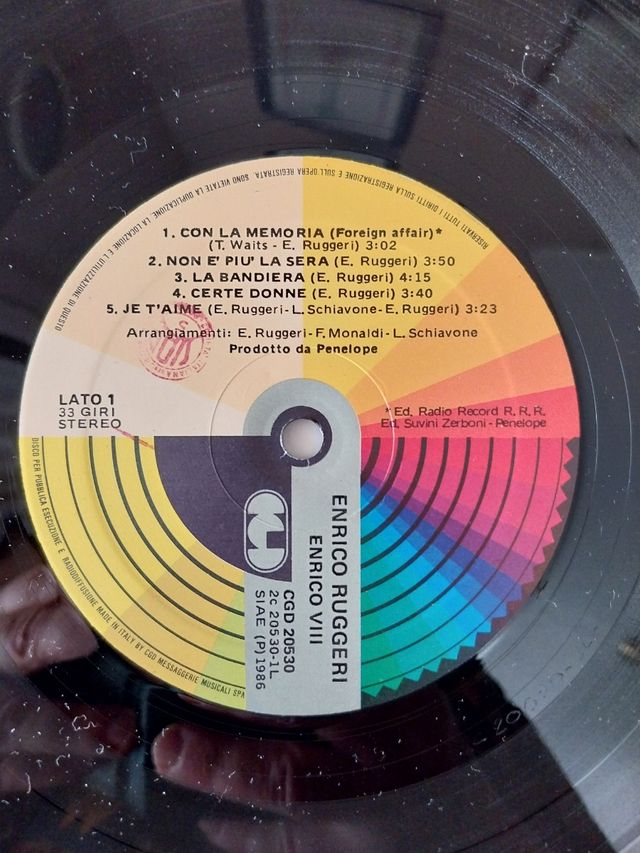 RISERVATI TUTTI I DIRITTI SULLA REGISTRAZIONE E SULL'OPERA REGISTRATA SONO VIETATE LA DUPLICAZIONE, LA LOCAZIONE E L'UTILIZZAZIONE DI QUESTO
DISCO PER PUBBLICA ESECUZIONE E RADIODIFFUSIONE MADE IN ITALY BY CGD MESSAGGERIE MUSICALI SPA
1. CON LA MEMORIA (Foreign affair)*
(T. Waits - E. Ruggeri) 3:02
2. NON E' PIU' LA SERA (E. Ruggeri) 3:50
3. LA BANDIERA (E. Ruggeri) 4:15
4. CERTE DONNE (E. Ruggeri) 3:40
5. JE T'AIME (E. Ruggeri-L. Schiavone-E. Ruggeri) 3:23
Arrangiamenti: E. Ruggeri-F. Monaldi-L. Schiavone
Prodotto da Penelope
LATO 1
33 GIRI
STEREO
* Ed. Radio Record R. R. R.
Ed. Suvini Zerboni - Penelope
ENRICO RUGGERI
ENRICO VIII
CGD 20530
2c 20530-1L
SIAE (P) 1986